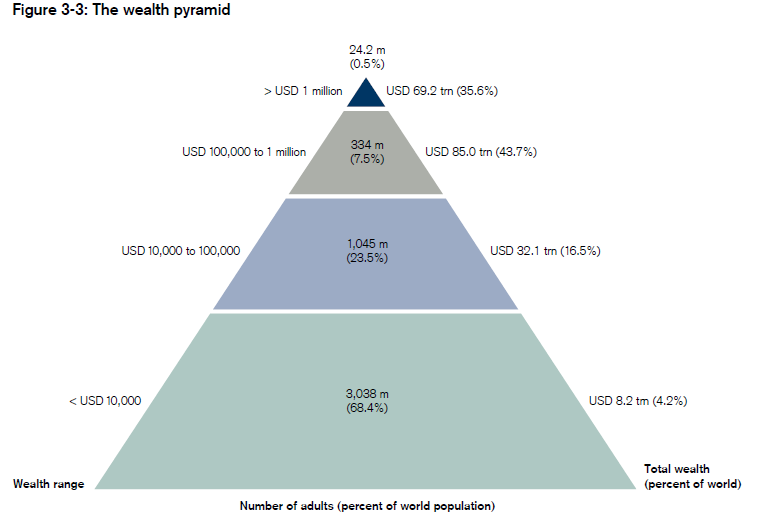 Figure 3-3: The wealth pyramid
24.2 m
(0.5%)
> USD 1 million
USD 69.2 trn (35.6%)
USD 100,000 to 1 million
334 m
(7.5%)
USD 85.0 trn (43.7%)
USD 10,000 to 100,000
1,045 m
(23.5%)
USD 32.1 trn (16.5%)
< USD 10,000
3,038 m
(68.4%)
USD 8.2 trn (4.2%)
Wealth range
Total wealth
(percent of world)
Number of adults (percent of world population)